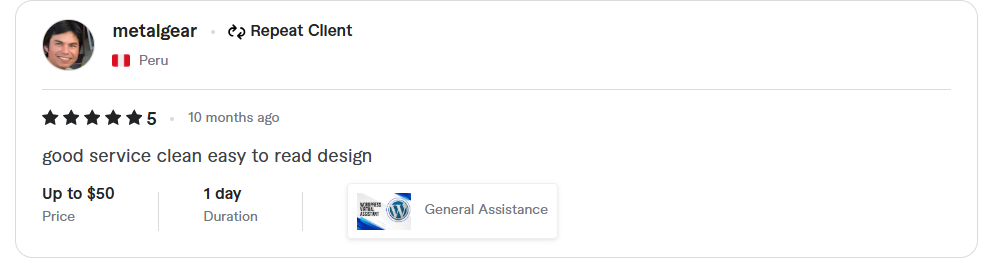 metalgear • Repeat Client
Peru
5 • 10 months ago
good service clean easy to read design
Up to $50
Price
1 day
Duration
WORDPRESS
VIRTUAL
ASSISTANT
General Assistance